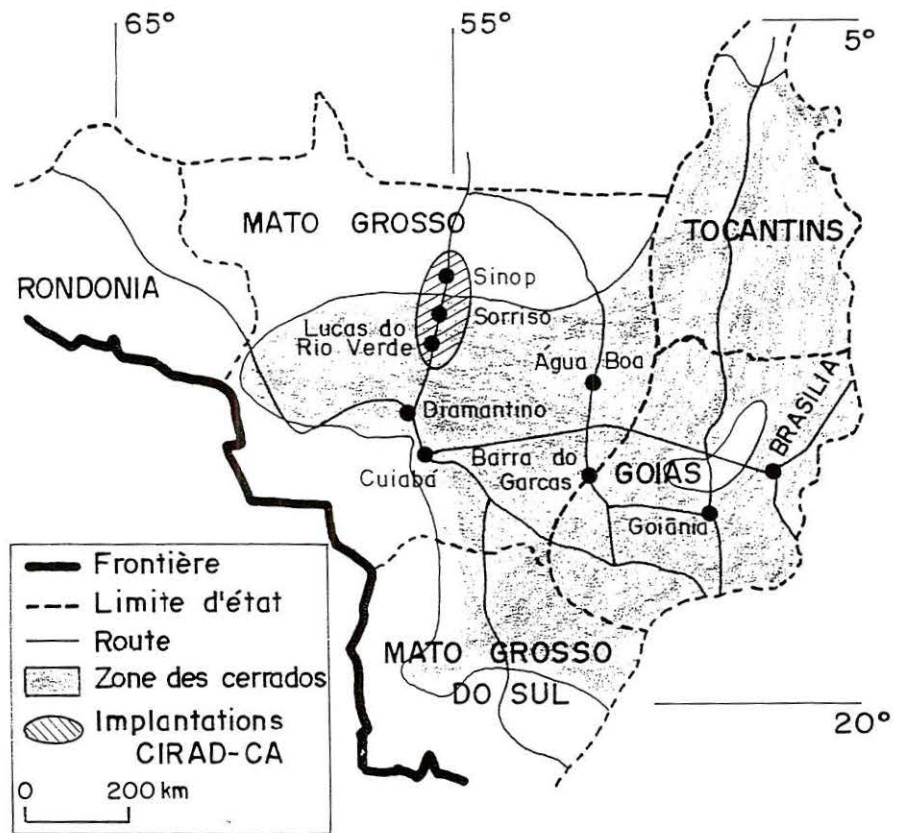 65°
55°
5°
MATO GROSSO
TOCANTINS
RONDONIA
Sinop
Sorriso
Lucas do
Rio Verde
Água Boa
Diamantino
BRASILIA
Cuiabá
Barra do
Garcas
GOIAS
Goiânia
MATO GROSSO
DO SUL
20°
Frontière
Limite d'état
Route
Zone des cerrados
Implantations
CIRAD-CA
0 200 km